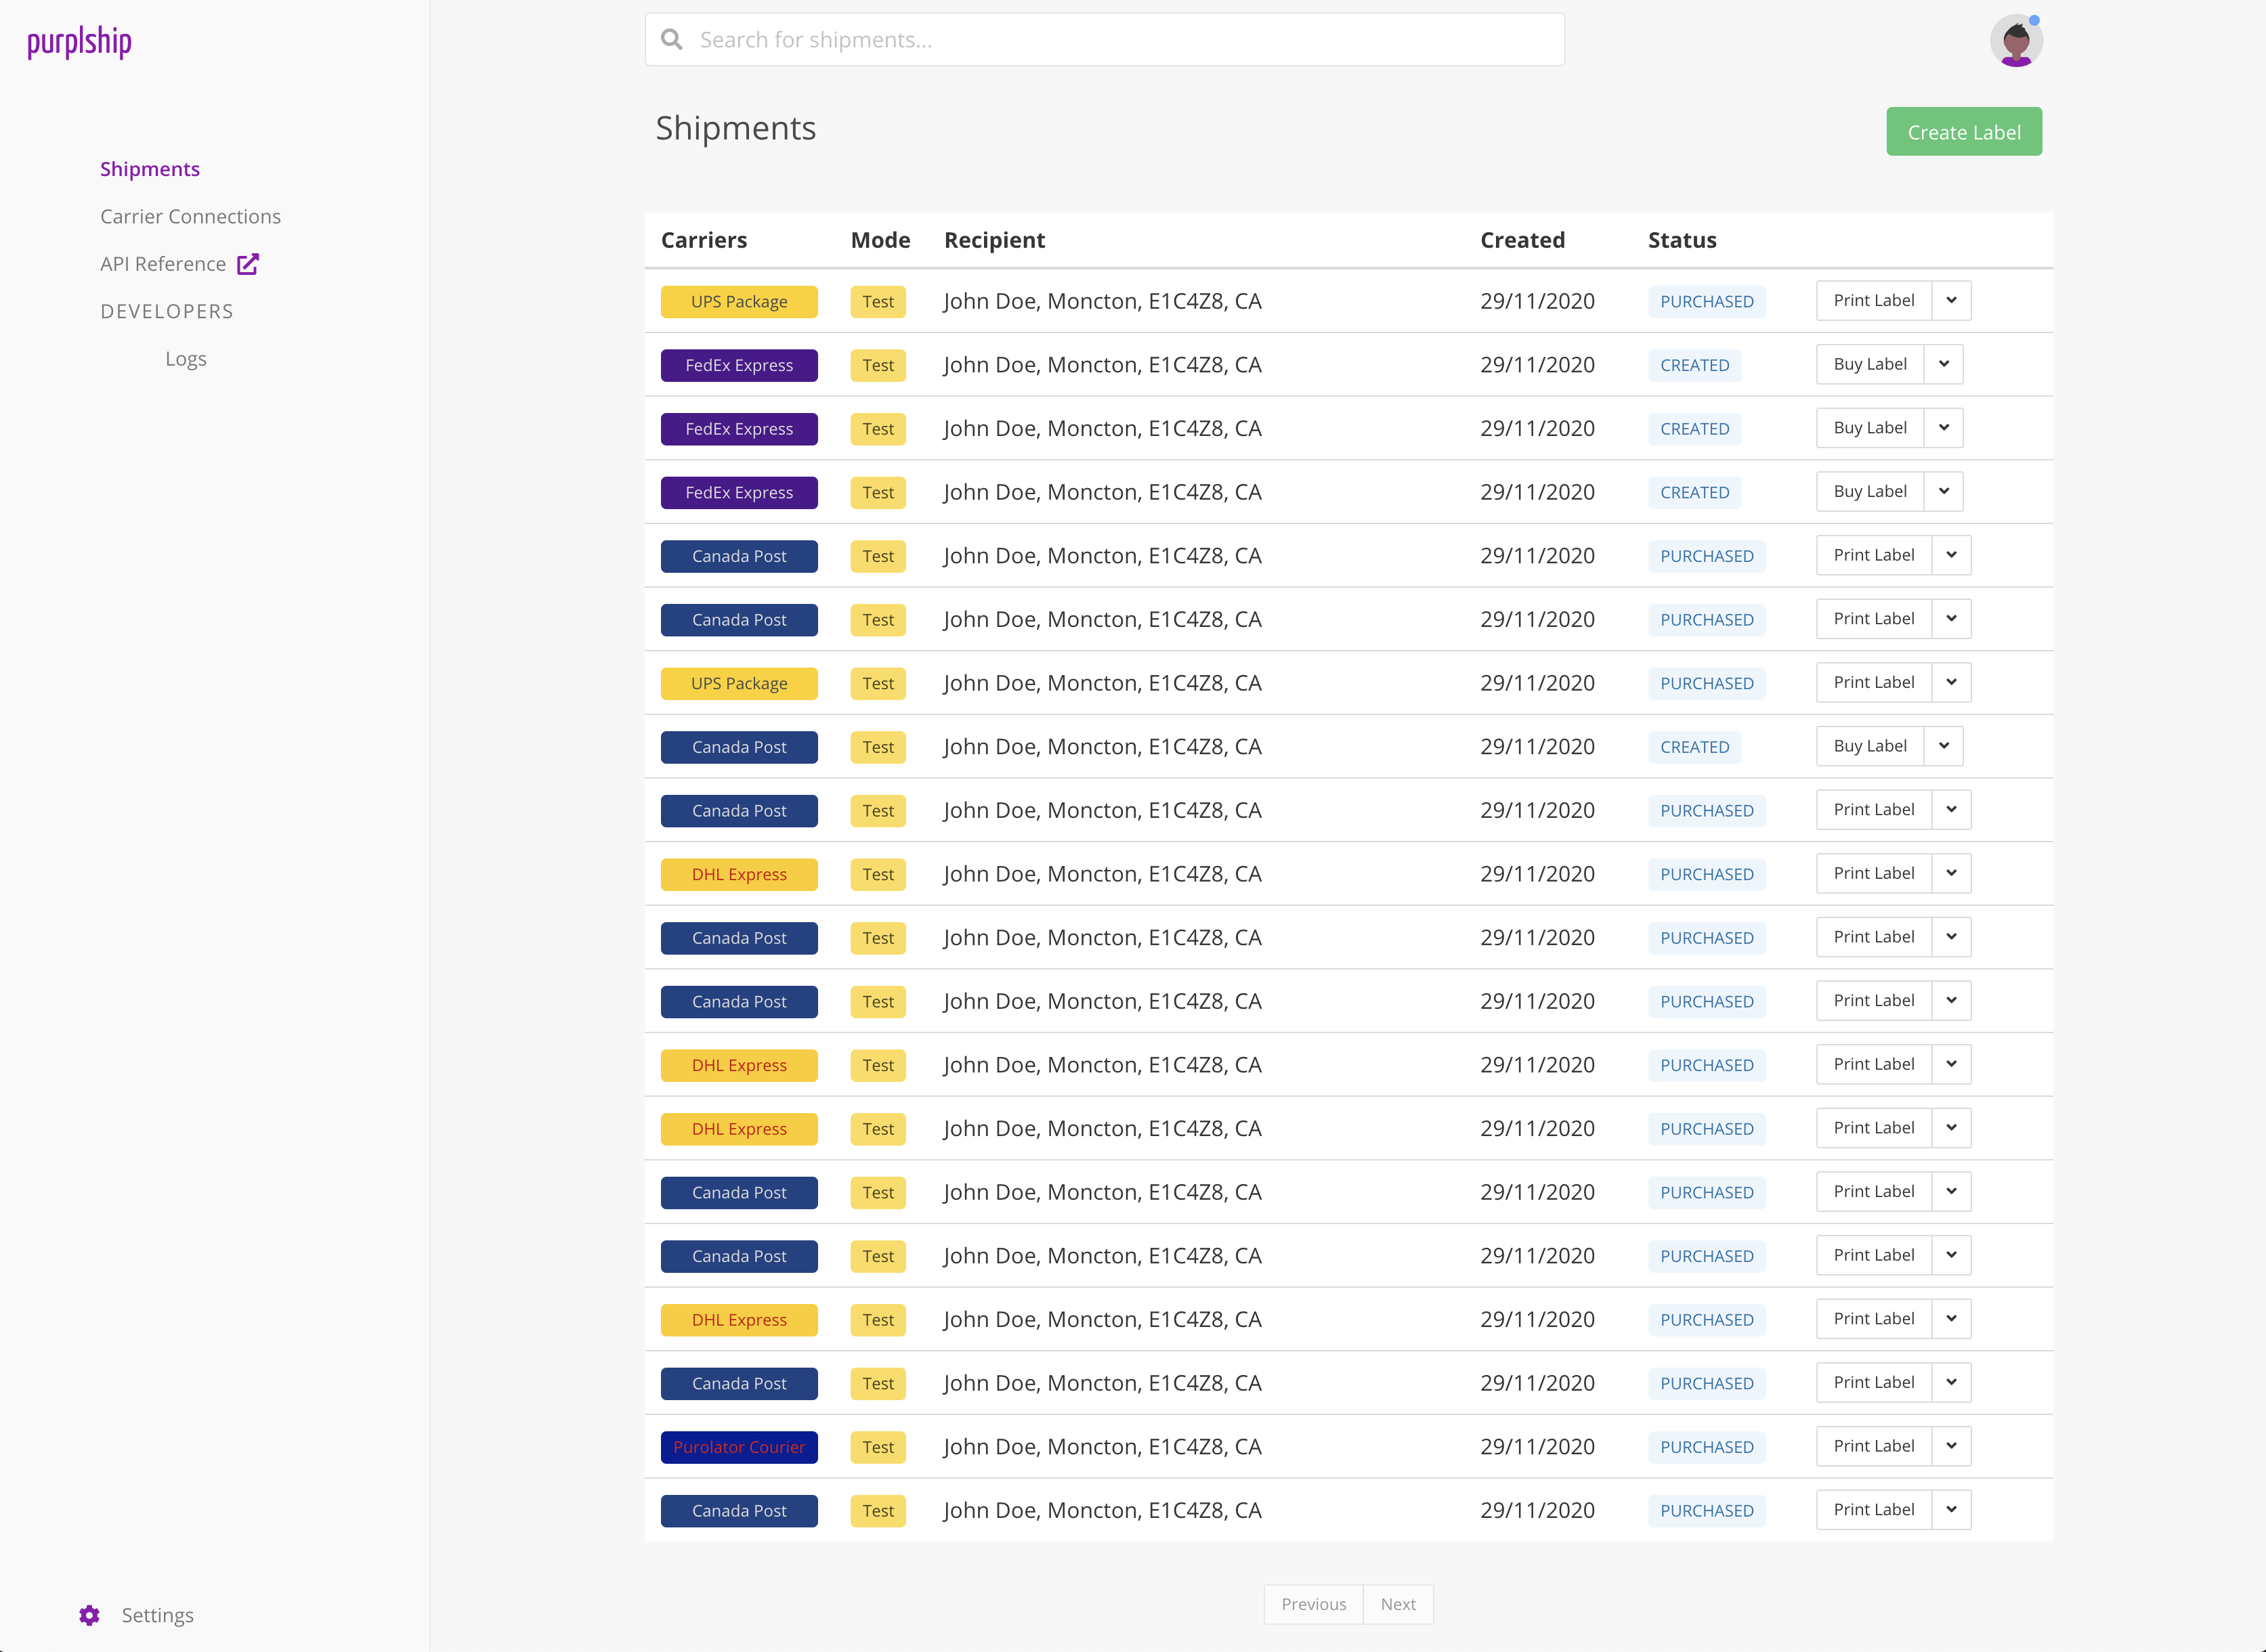 purplship
Search for shipments...
Shipments
Create Label
Shipments
Carrier Connections
API Reference
DEVELOPERS
Logs
Carriers Mode Recipient Created Status
UPS Package Test John Doe, Moncton, E1C4Z8, CA 29/11/2020 PURCHASED Print Label
FedEx Express Test John Doe, Moncton, E1C4Z8, CA 29/11/2020 CREATED Buy Label
FedEx Express Test John Doe, Moncton, E1C4Z8, CA 29/11/2020 CREATED Buy Label
FedEx Express Test John Doe, Moncton, E1C4Z8, CA 29/11/2020 CREATED Buy Label
Canada Post Test John Doe, Moncton, E1C4Z8, CA 29/11/2020 PURCHASED Print Label
Canada Post Test John Doe, Moncton, E1C4Z8, CA 29/11/2020 PURCHASED Print Label
UPS Package Test John Doe, Moncton, E1C4Z8, CA 29/11/2020 PURCHASED Print Label
Canada Post Test John Doe, Moncton, E1C4Z8, CA 29/11/2020 CREATED Buy Label
Canada Post Test John Doe, Moncton, E1C4Z8, CA 29/11/2020 PURCHASED Print Label
DHL Express Test John Doe, Moncton, E1C4Z8, CA 29/11/2020 PURCHASED Print Label
Canada Post Test John Doe, Moncton, E1C4Z8, CA 29/11/2020 PURCHASED Print Label
Canada Post Test John Doe, Moncton, E1C4Z8, CA 29/11/2020 PURCHASED Print Label
DHL Express Test John Doe, Moncton, E1C4Z8, CA 29/11/2020 PURCHASED Print Label
DHL Express Test John Doe, Moncton, E1C4Z8, CA 29/11/2020 PURCHASED Print Label
Canada Post Test John Doe, Moncton, E1C4Z8, CA 29/11/2020 PURCHASED Print Label
Canada Post Test John Doe, Moncton, E1C4Z8, CA 29/11/2020 PURCHASED Print Label
DHL Express Test John Doe, Moncton, E1C4Z8, CA 29/11/2020 PURCHASED Print Label
Canada Post Test John Doe, Moncton, E1C4Z8, CA 29/11/2020 PURCHASED Print Label
Purolator Courier Test John Doe, Moncton, E1C4Z8, CA 29/11/2020 PURCHASED Print Label
Canada Post Test John Doe, Moncton, E1C4Z8, CA 29/11/2020 PURCHASED Print Label
Previous Next
Settings